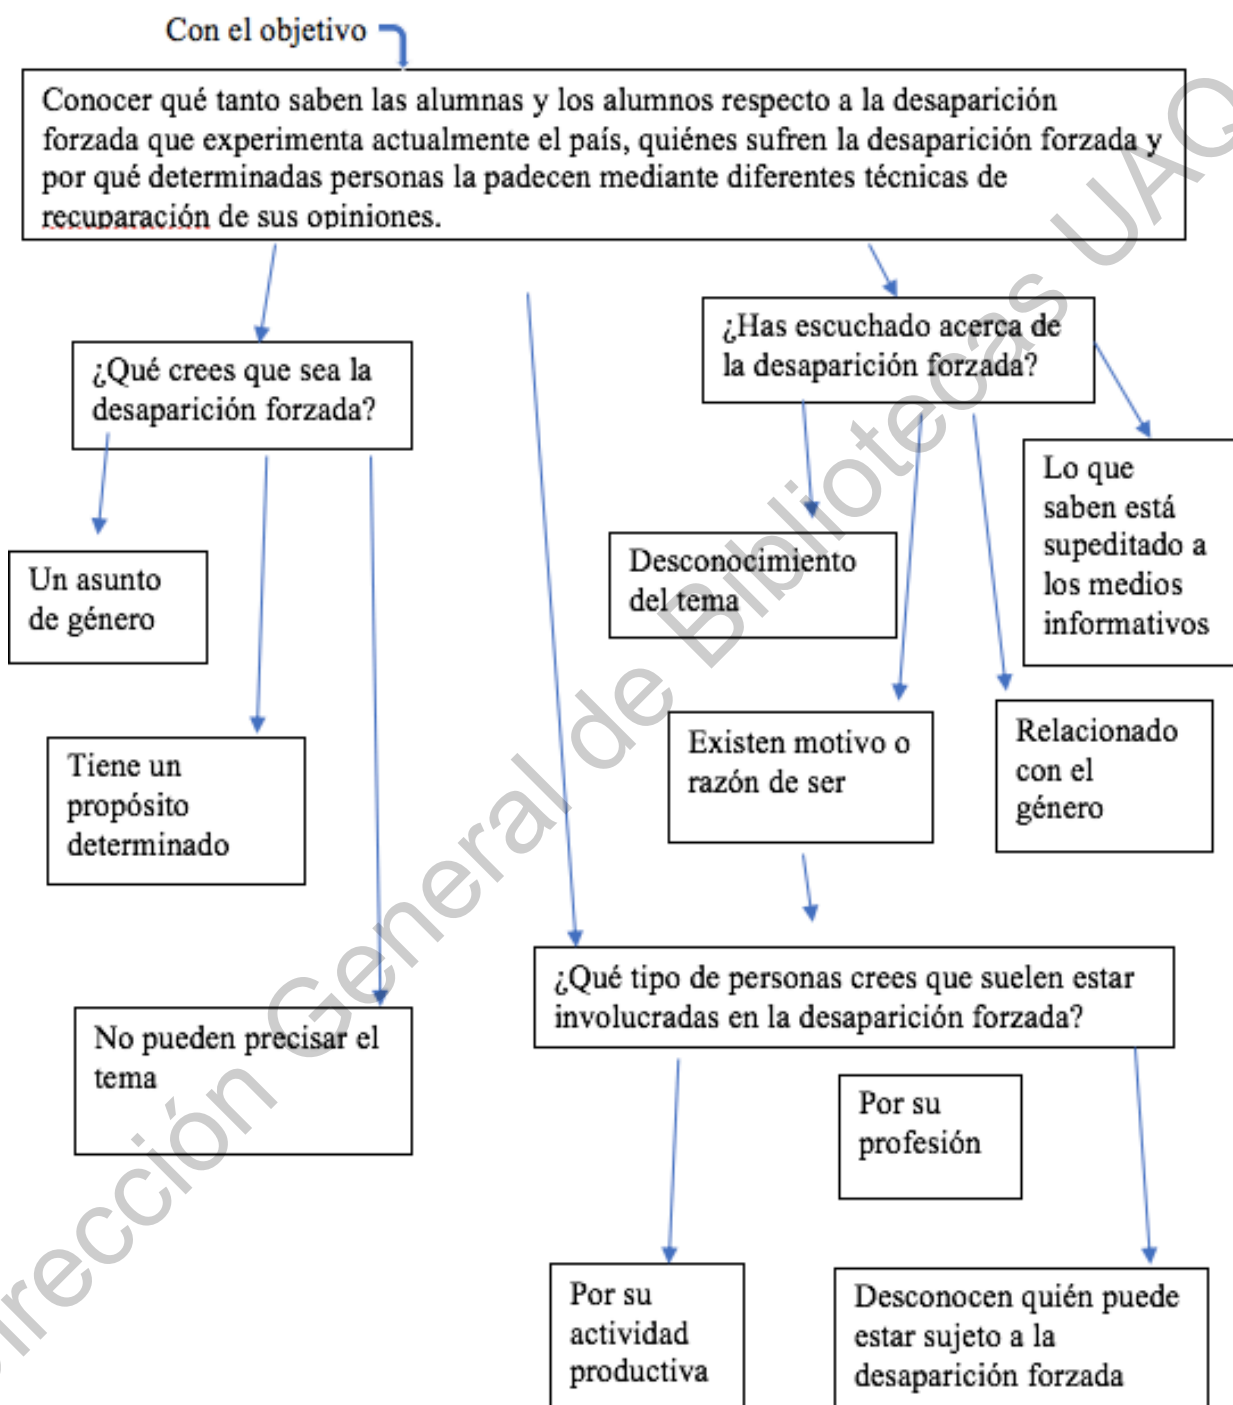 Con el objetivo
Conocer qué tanto saben las alumnas y los alumnos respecto a la desaparición
forzada que experimenta actualmente el país, quiénes sufren la desaparición forzada y
por qué determinadas personas la padecen mediante diferentes técnicas de
recuparación de sus opiniones.
¿Qué crees que sea la
desaparición forzada?
¿Has escuchado acerca de
la desaparición forzada?
Un asunto
de género
Desconocimiento
del tema
Lo que
saben está
supeditado a
los medios
informativos
Tiene un
propósito
determinado
Existen motivo o
razón de ser
Relacionado
con el
género
No pueden precisar el
tema
¿Qué tipo de personas crees que suelen estar
involucradas en la desaparición forzada?
Por su
profesión
Por su
actividad
productiva
Desconocen quién puede
estar sujeto a la
desaparición forzada
Dirección General de Bibliotecas UAQ